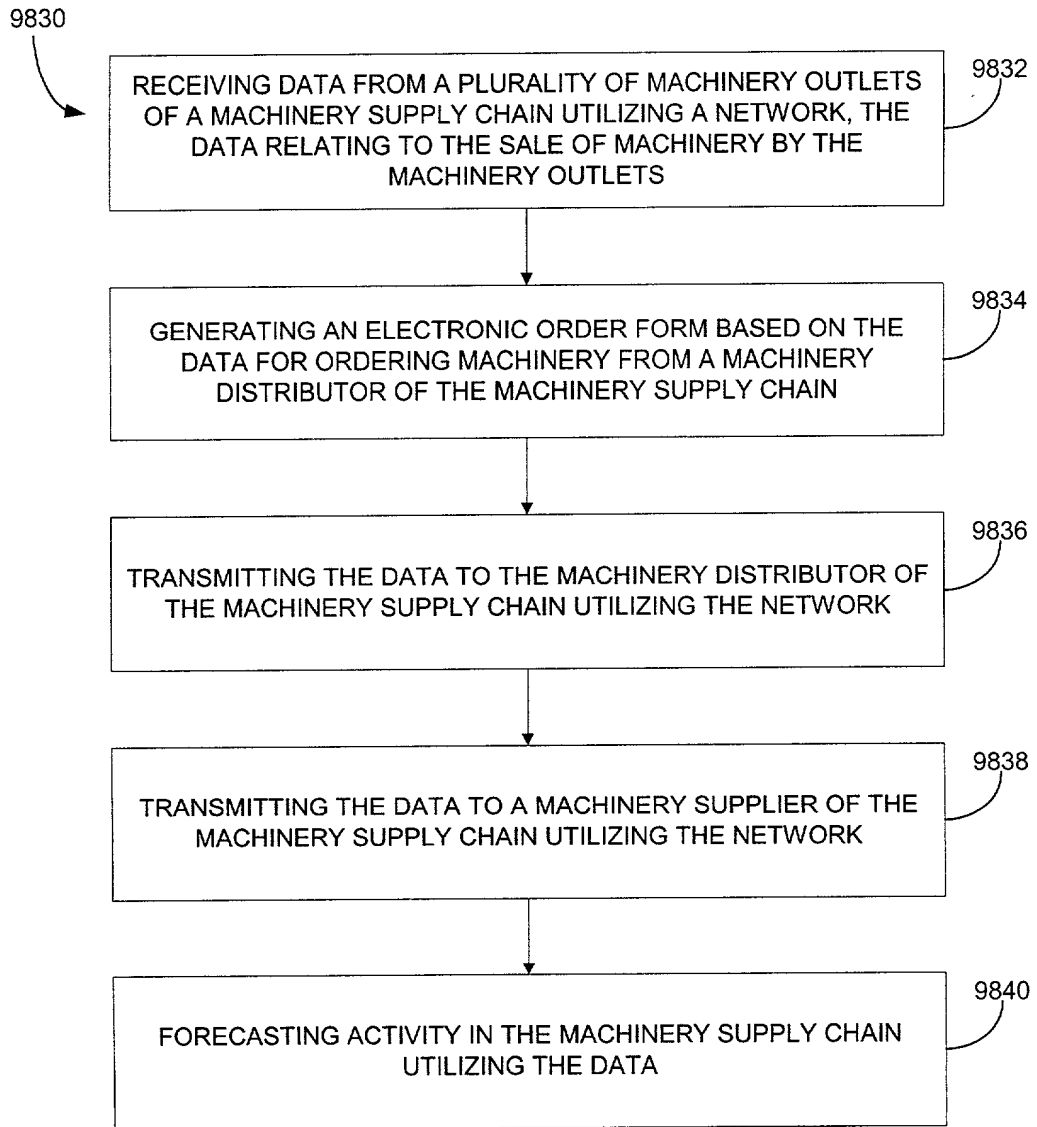 9830
RECEIVING DATA FROM A PLURALITY OF MACHINERY OUTLETS
OF A MACHINERY SUPPLY CHAIN UTILIZING A NETWORK, THE
DATA RELATING TO THE SALE OF MACHINERY BY THE
MACHINERY OUTLETS
9832
GENERATING AN ELECTRONIC ORDER FORM BASED ON THE
DATA FOR ORDERING MACHINERY FROM A MACHINERY
DISTRIBUTOR OF THE MACHINERY SUPPLY CHAIN
9834
TRANSMITTING THE DATA TO THE MACHINERY DISTRIBUTOR OF
THE MACHINERY SUPPLY CHAIN UTILIZING THE NETWORK
9836
TRANSMITTING THE DATA TO A MACHINERY SUPPLIER OF THE
MACHINERY SUPPLY CHAIN UTILIZING THE NETWORK
9838
FORECASTING ACTIVITY IN THE MACHINERY SUPPLY CHAIN
UTILIZING THE DATA
9840